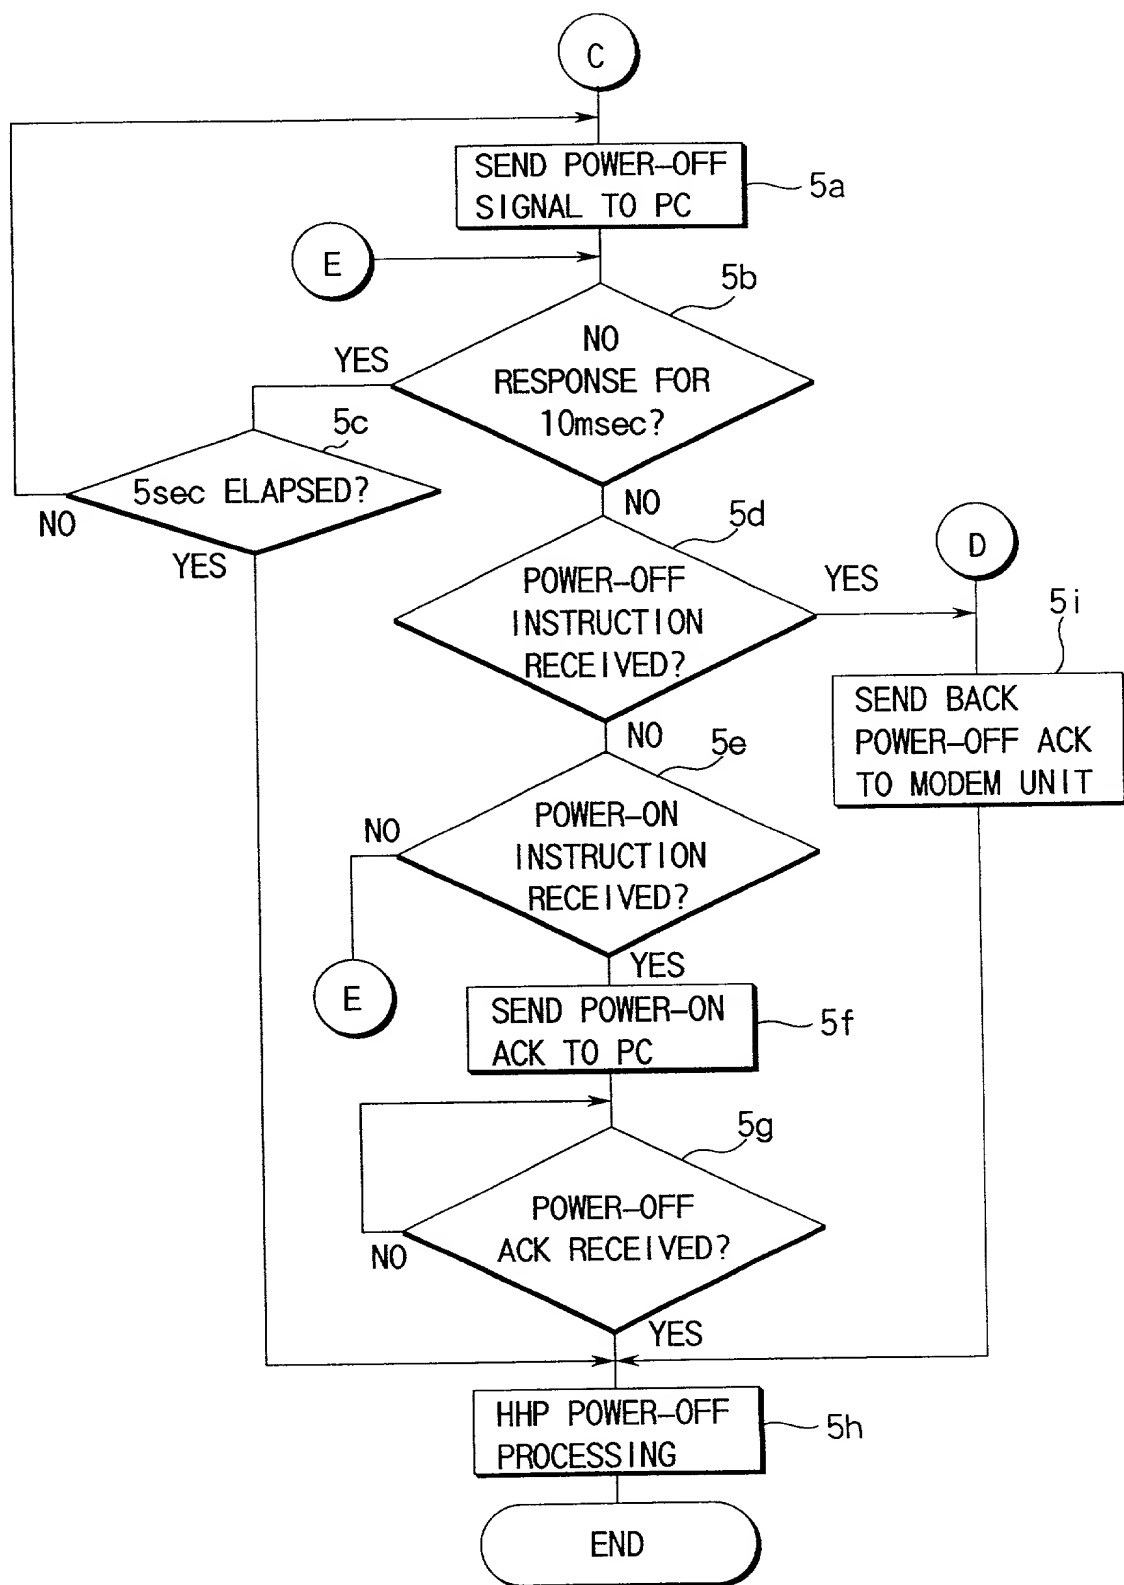 C
SEND POWER-OFF
SIGNAL TO PC
5a
E
5b
NO
RESPONSE FOR
10msec?
YES
5c
5sec ELAPSED?
NO
YES
NO
5d
D
POWER-OFF
INSTRUCTION
RECEIVED?
YES
5i
SEND BACK
POWER-OFF ACK
TO MODEM UNIT
NO
5e
POWER-ON
INSTRUCTION
RECEIVED?
NO
E
YES
SEND POWER-ON
ACK TO PC
5f
5g
POWER-OFF
ACK RECEIVED?
NO
YES
HHP POWER-OFF
PROCESSING
5h
END